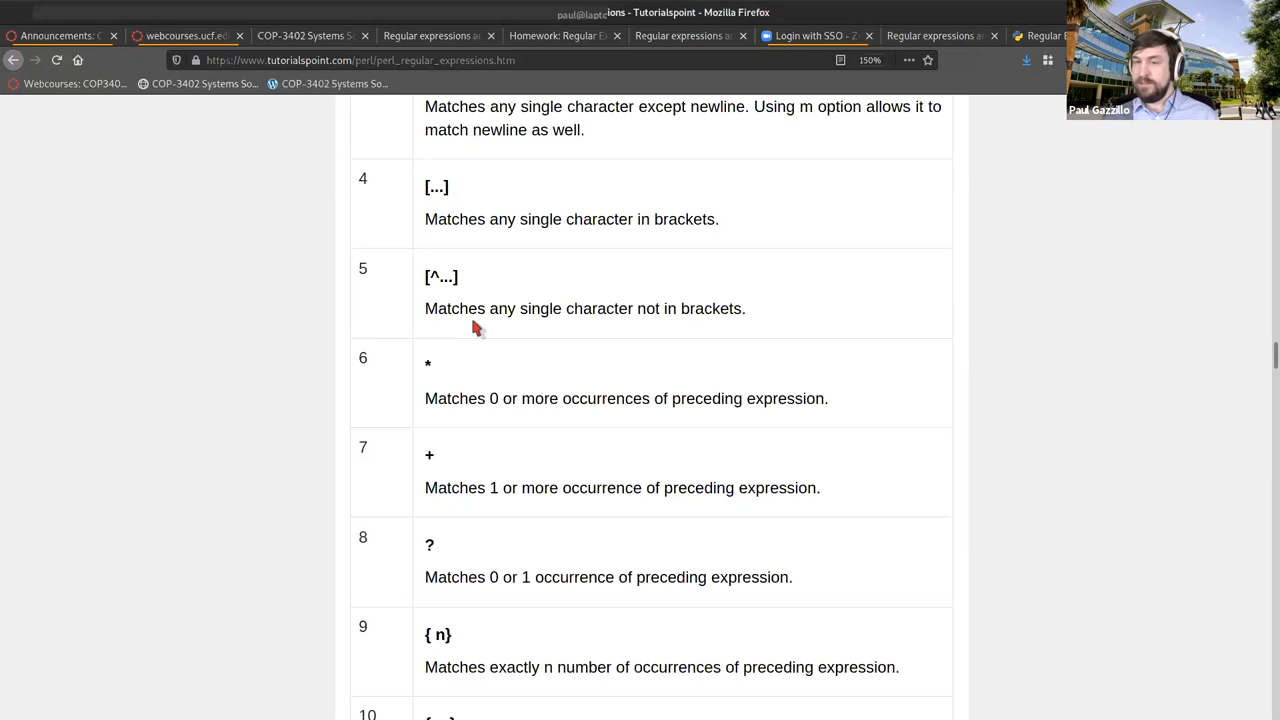 paul@laptc
ions - Tutorialspoint - Mozilla Firefox
Announcements: C
webcourses.ucf.ed
COP-3402 Systems S
Regular expressions
Homework: Regular E
Regular expressions a
Login with SSO - Z
Regular expressions a
Regular E
https://www.tutorialspoint.com/perl/perl_regular_expressions.htm
150%
Webcourses: COP340...
COP-3402 Systems So...
COP-3402 Systems So...
Paul Gazzillo
Matches any single character except newline. Using m option allows it to
match newline as well.
4
[...]
Matches any single character in brackets.
5
[^...]
Matches any single character not in brackets.
6
*
Matches 0 or more occurrences of preceding expression.
7
+
Matches 1 or more occurrence of preceding expression.
8
?
Matches 0 or 1 occurrence of preceding expression.
9
{ n}
Matches exactly n number of occurrences of preceding expression.
10